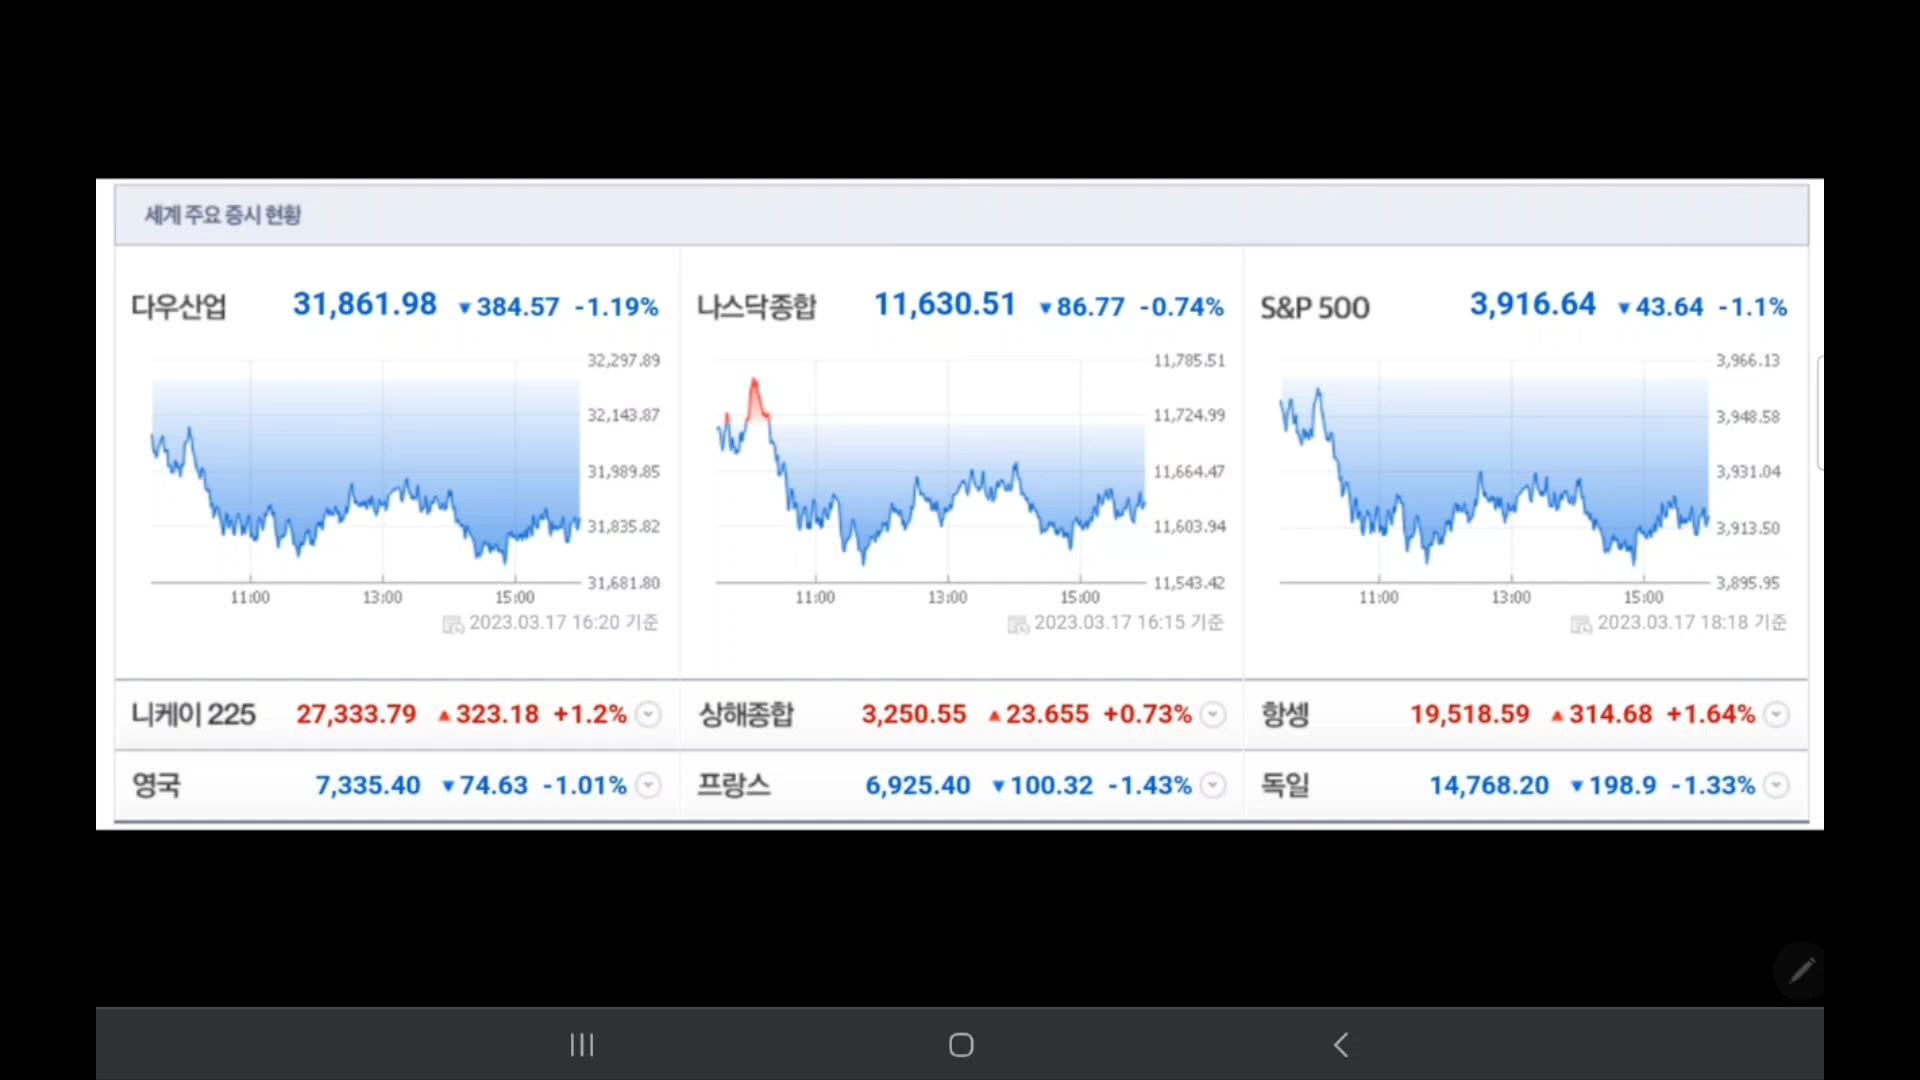 세계 주요 증시 현황
다우산업 31,861.98 ▼384.57 -1.19%
32,297.89
32,143.87
31,989.85
31,835.82
31,681.80
11:00 13:00 15:00
2023.03.17 16:20 기준
나스닥종합 11,630.51 ▼86.77 -0.74%
11,785.51
11,724.99
11,664.47
11,603.94
11,543.42
11:00 13:00 15:00
2023.03.17 16:15 기준
S&P 500 3,916.64 ▼43.64 -1.1%
3,966.13
3,948.58
3,931.04
3,913.50
3,895.95
11:00 13:00 15:00
2023.03.17 18:18 기준
니케이 225 27,333.79 ▲323.18 +1.2%
상해종합 3,250.55 ▲23.655 +0.73%
항셍 19,518.59 ▲314.68 +1.64%
영국 7,335.40 ▼74.63 -1.01%
프랑스 6,925.40 ▼100.32 -1.43%
독일 14,768.20 ▼198.9 -1.33%